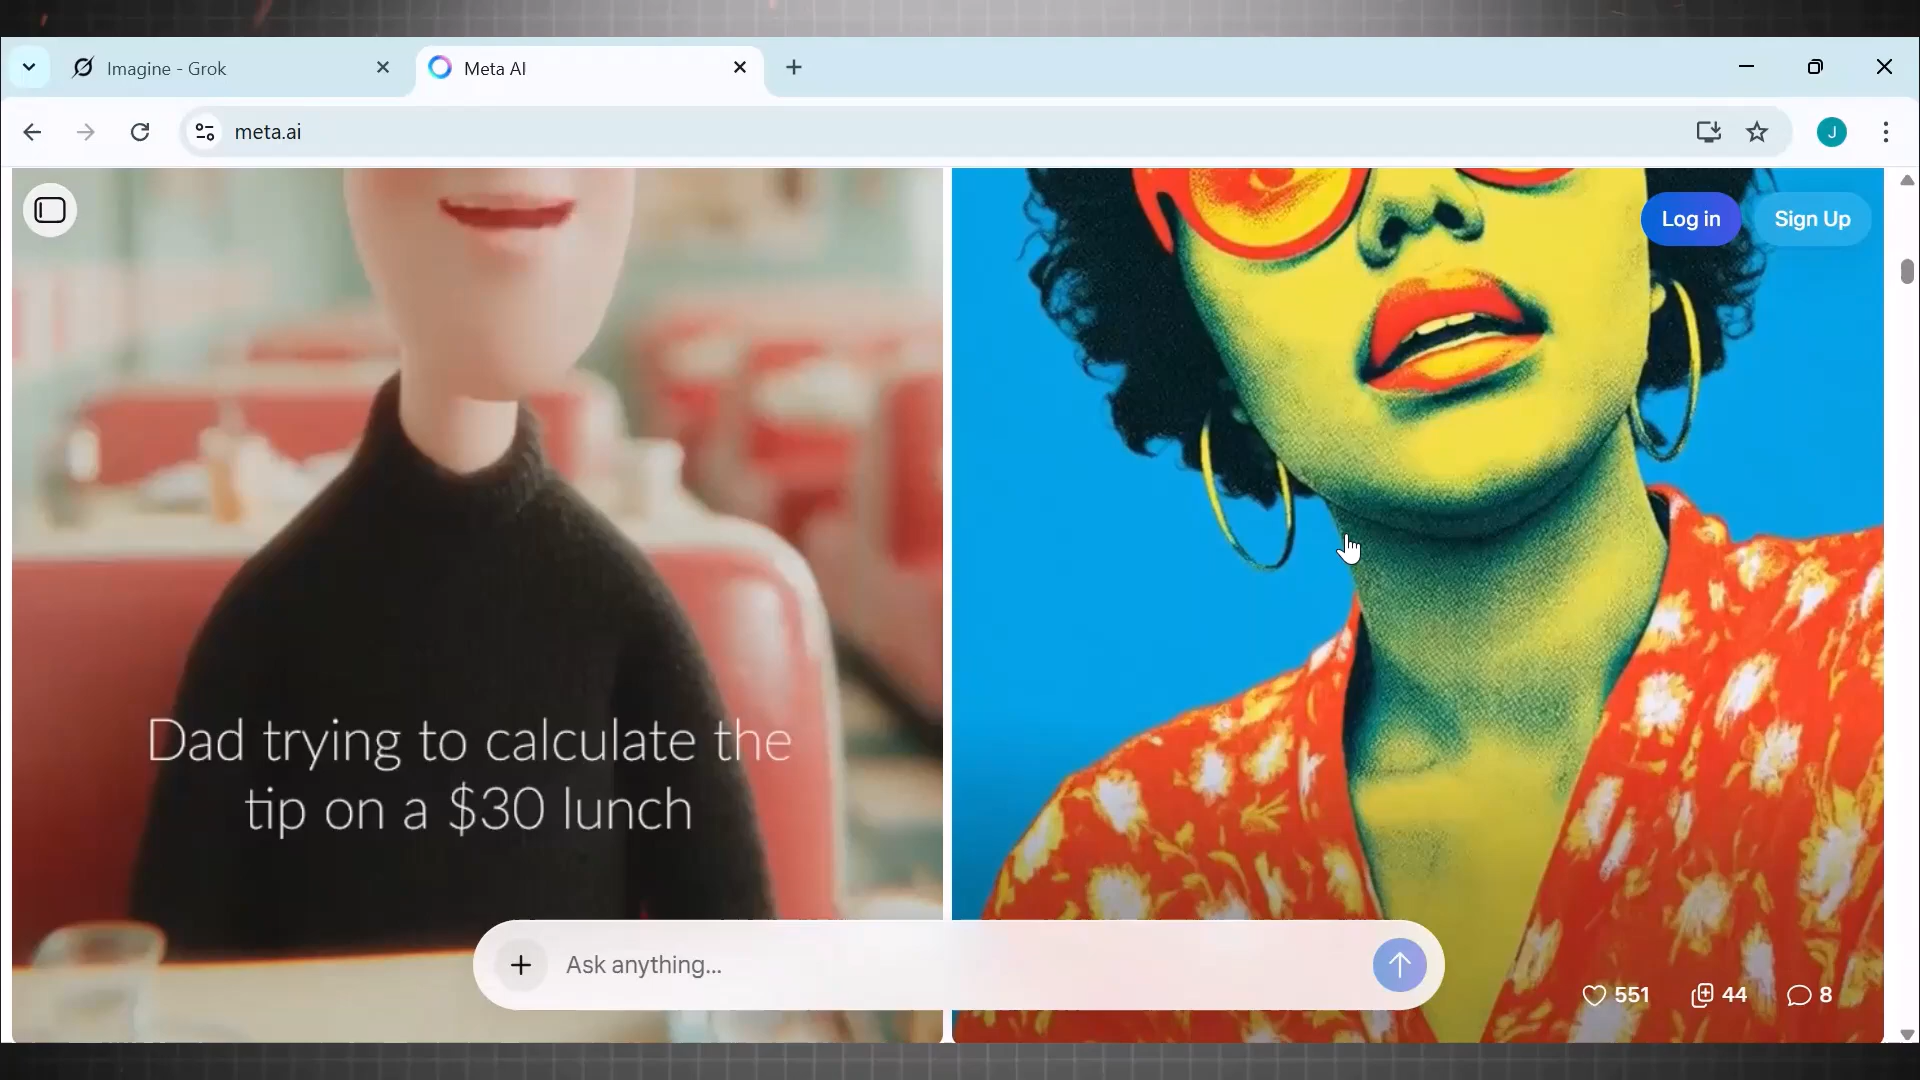 Imagine - Grok
Meta AI
meta.ai
J
Log in
Sign Up
Dad trying to calculate the
tip on a $30 lunch
Ask anything...
551
44
8